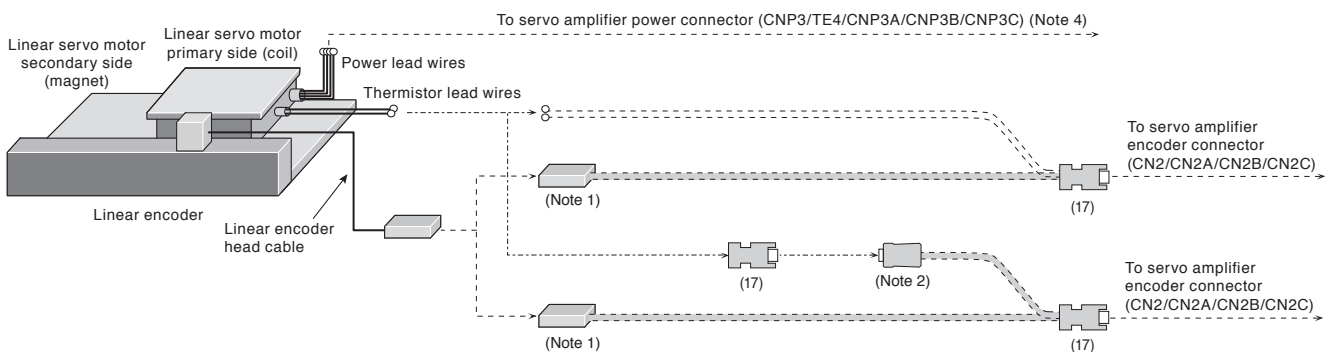 To servo amplifier power connector (CNP3/TE4/CNP3A/CNP3B/CNP3C) (Note 4)
Linear servo motor
secondary side
(magnet)
Linear servo motor
primary side (coil)
Power lead wires
Thermistor lead wires
To servo amplifier
encoder connector
(CN2/CN2A/CN2B/CN2C)
(Note 1)
(17)
Linear encoder
Linear encoder
head cable
(17)
(Note 2)
To servo amplifier
encoder connector
(CN2/CN2A/CN2B/CN2C)
(Note 1)
(17)